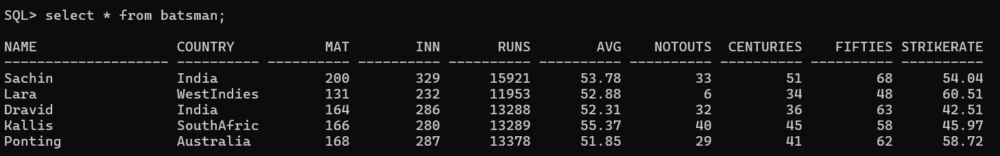 SQL> select * from batsman;
NAME                 COUNTRY           MAT        INN       RUNS        AVG    NOTOUTS  CENTURIES    FIFTIES STRIKERATE
-------------------- ---------- ---------- ---------- ---------- ---------- ---------- ---------- ---------- ----------
Sachin               India             200        329      15921      53.78         33         51         68      54.04
Lara                 WestIndies        131        232      11953      52.88          6         34         48      60.51
Dravid               India             164        286      13288      52.31         32         36         63      42.51
Kallis               SouthAfric        166        280      13289      55.37         40         45         58      45.97
Ponting              Australia         168        287      13378      51.85         29         41         62      58.72